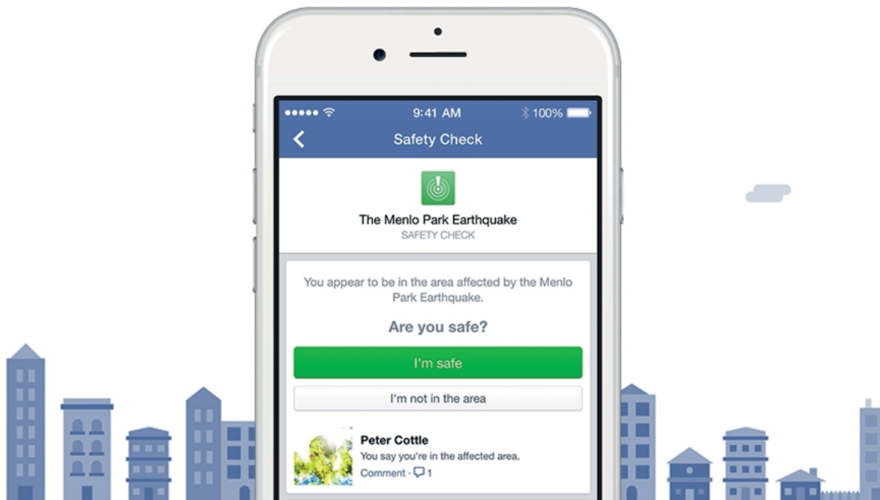 9:41 AM
100%
Safety Check
The Menlo Park Earthquake
SAFETY CHECK
You appear to be in the area affected by the Menlo
Park Earthquake.
Are you safe?
I'm safe
I'm not in the area
Peter Cottle
You say you're in the affected area.
Comment · 1